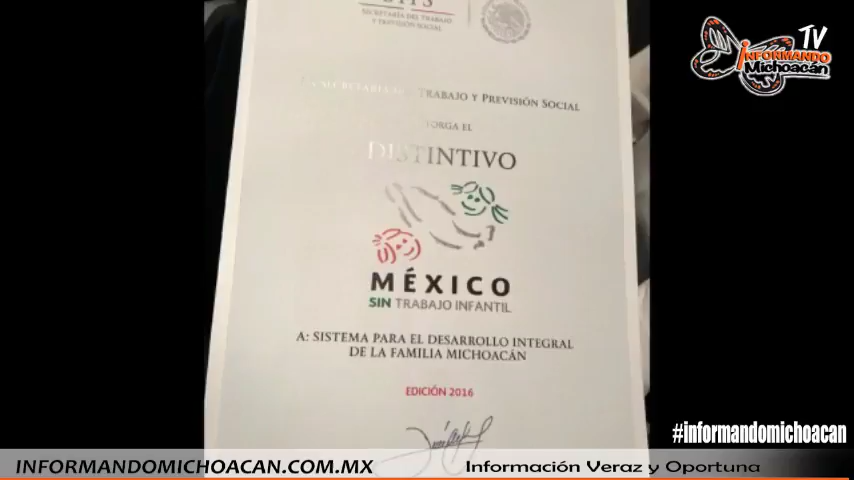 SECRETARÍA DEL TRABAJO
Y PREVISIÓN SOCIAL
TRABAJO Y PREVISIÓN SOCIAL
EL
DISTINTIVO
MÉXICO
SIN TRABAJO INFANTIL
A: SISTEMA PARA EL DESARROLLO INTEGRAL
DE LA FAMILIA MICHOACÁN
EDICIÓN 2016
TV
INFORMANDO
Michoacán
#informandomichoacan
INFORMANDOMICHOACAN.COM.MX
Información Veraz y Oportuna